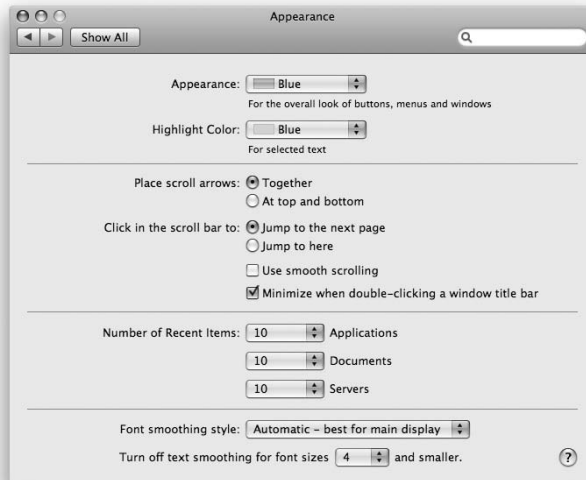 Appearance
Show All
Appearance: Blue
For the overall look of buttons, menus and windows
Highlight Color: Blue
For selected text
Place scroll arrows: Together
At top and bottom
Click in the scroll bar to: Jump to the next page
Jump to here
Use smooth scrolling
Minimize when double-clicking a window title bar
Number of Recent Items: 10 Applications
10 Documents
10 Servers
Font smoothing style: Automatic – best for main display
Turn off text smoothing for font sizes 4 and smaller. ?